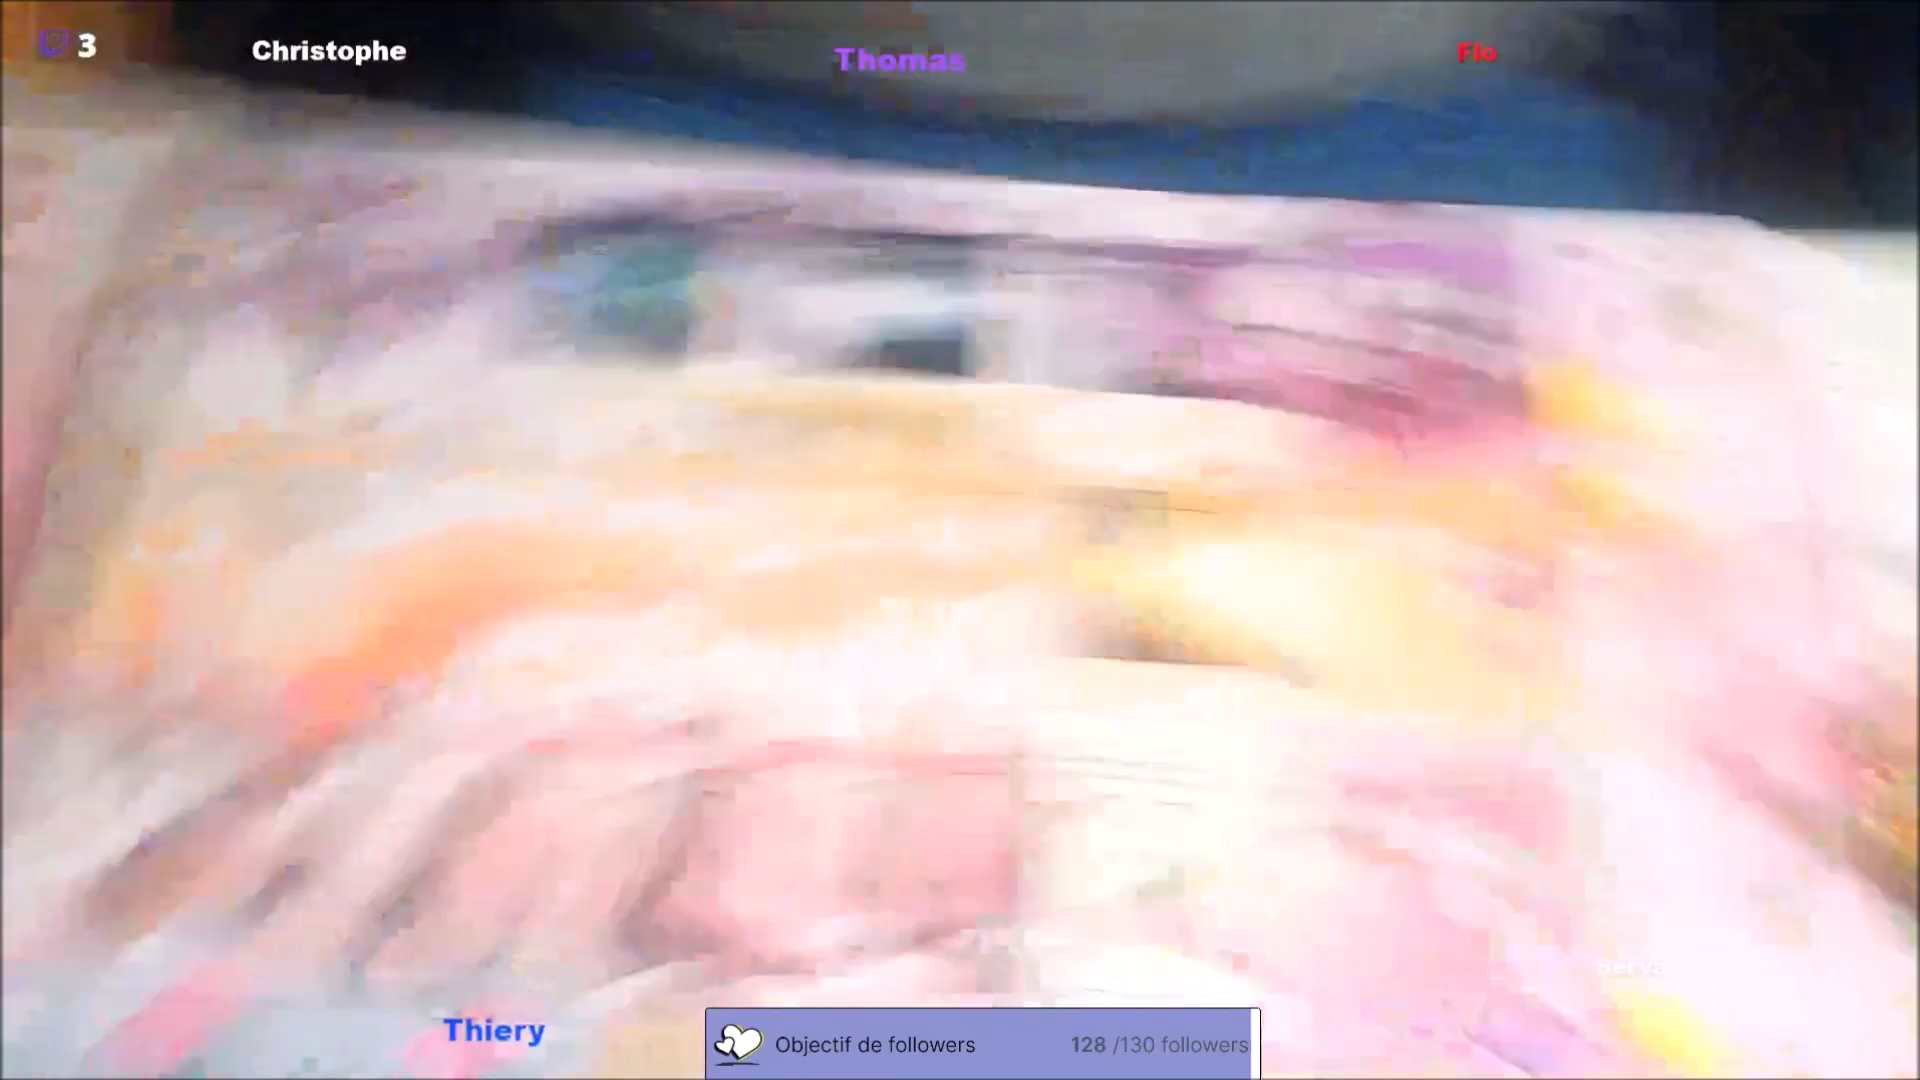 3
Christophe
Thomas
Flo
Thiery
Objectif de followers
128 /130 followers